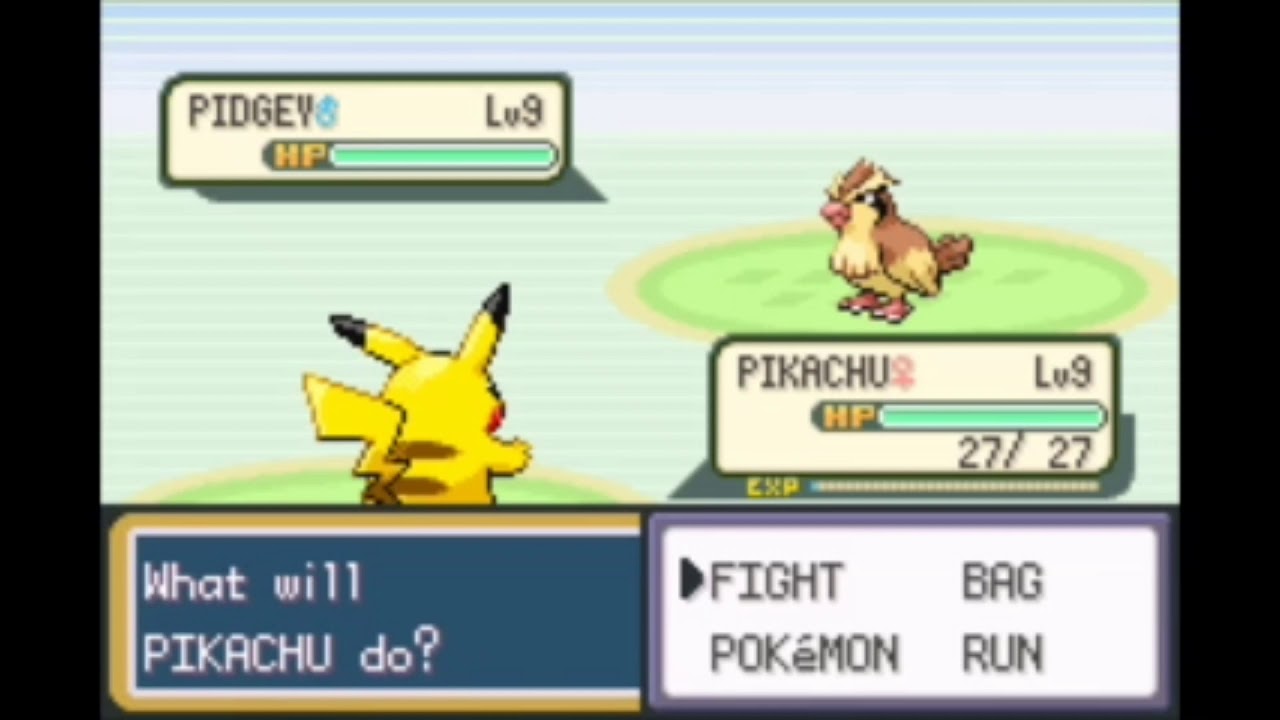 PIDGEY♂ Lv9
HP
PIKACHU♀ Lv9
HP
27/ 27
EXP
What will
PIKACHU do?
FIGHT BAG
POKéMON RUN